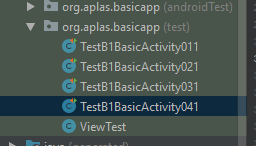 org.aplas.basicapp (androidTest)
org.aplas.basicapp (test)
TestB1BasicActivity011
TestB1BasicActivity021
TestB1BasicActivity031
TestB1BasicActivity041
ViewTest